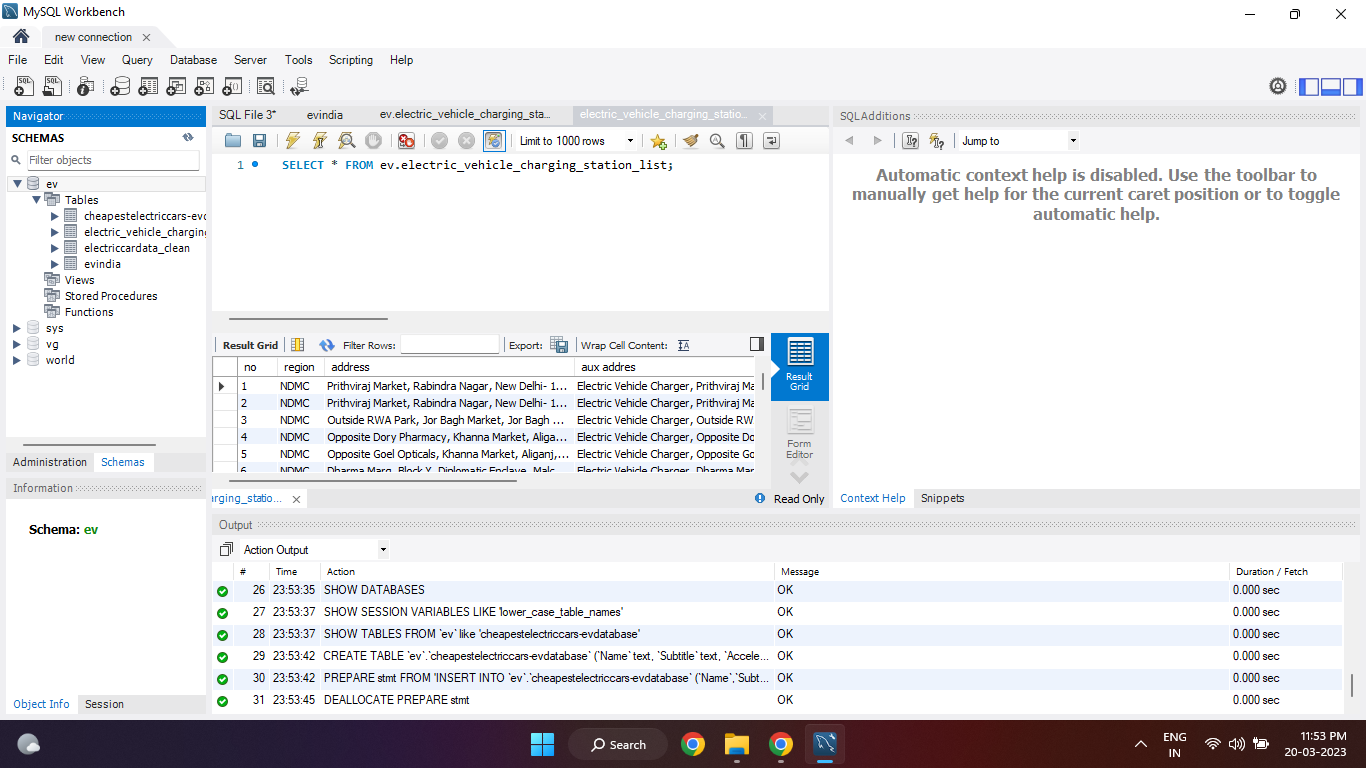 MySQL Workbench
new connection
File Edit View Query Database Server Tools Scripting Help
Navigator
SCHEMAS
Filter objects
ev
Tables
cheapestelectriccars-evd
electric_vehicle_charging
electriccardata_clean
evindia
Views
Stored Procedures
Functions
sys
vg
world
Administration Schemas
Information
Schema: ev
Object Info Session
SQL File 3* evindia ev.electric_vehicle_charging_sta... electric_vehicle_charging_statio...
Limit to 1000 rows
1 SELECT * FROM ev.electric_vehicle_charging_station_list;
Result Grid Filter Rows: Export: Wrap Cell Content:
no region address aux addres
1 NDMC Prithviraj Market, Rabindra Nagar, New Delhi- 1... Electric Vehicle Charger, Prithviraj Ma
2 NDMC Prithviraj Market, Rabindra Nagar, New Delhi- 1... Electric Vehicle Charger, Prithviraj Ma
3 NDMC Outside RWA Park, Jor Bagh Market, Jor Bagh ... Electric Vehicle Charger, Outside RW
4 NDMC Opposite Dory Pharmacy, Khanna Market, Aliga... Electric Vehicle Charger, Opposite Do
5 NDMC Opposite Goel Opticals, Khanna Market, Aliganj,... Electric Vehicle Charger, Opposite Go
6 NDMC Dharma Marg, Block Y, Diplomatic Enclave, Malc... Electric Vehicle Charger, Dharma Mar
Result Grid
Form Editor
arging_statio... Read Only
SQLAdditions
Jump to
Automatic context help is disabled. Use the toolbar to
manually get help for the current caret position or to toggle
automatic help.
Context Help Snippets
Output
Action Output
# Time Action Message Duration / Fetch
26 23:53:35 SHOW DATABASES OK 0.000 sec
27 23:53:37 SHOW SESSION VARIABLES LIKE 'lower_case_table_names' OK 0.000 sec
28 23:53:37 SHOW TABLES FROM `ev` like 'cheapestelectriccars-evdatabase' OK 0.000 sec
29 23:53:42 CREATE TABLE `ev`.`cheapestelectriccars-evdatabase` (`Name` text, `Subtitle` text, `Accele... OK 0.000 sec
30 23:53:42 PREPARE stmt FROM 'INSERT INTO `ev`.`cheapestelectriccars-evdatabase` (`Name`,`Subt... OK 0.000 sec
31 23:53:45 DEALLOCATE PREPARE stmt OK 0.000 sec
Search
ENG
IN
11:53 PM
20-03-2023